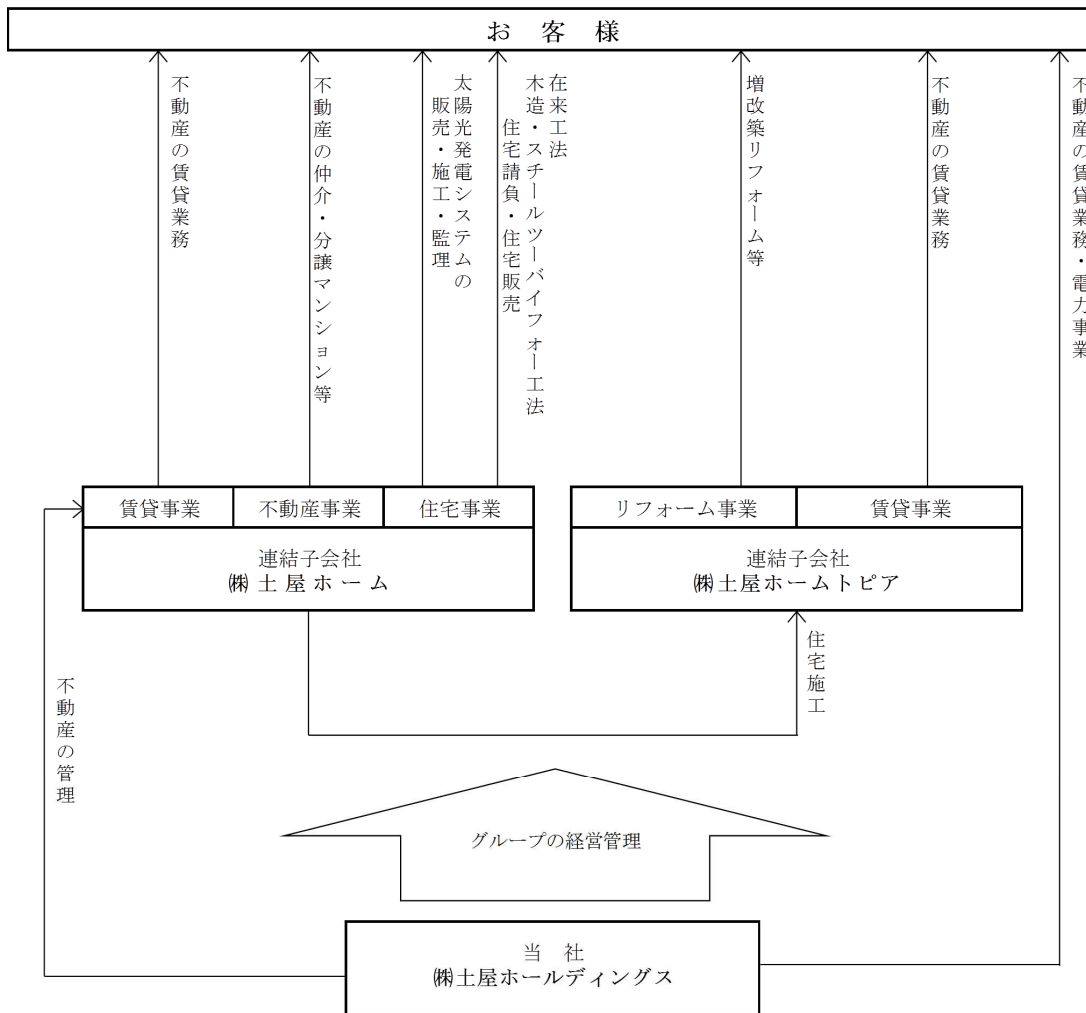 お 客 様
不動産の賃貸業務
不動産の仲介・分譲マンション等
太陽光発電システムの
販売・施工・監理
在来工法
木造・スチールツーバイフォー工法
住宅請負・住宅販売
増改築リフォーム等
不動産の賃貸業務
不動産の賃貸業務・電力事業
賃貸事業
不動産事業
住宅事業
連結子会社
㈱土屋ホーム
リフォーム事業
賃貸事業
連結子会社
㈱土屋ホームトピア
住宅施工
不動産の管理
グループの経営管理
当 社
㈱土屋ホールディングス